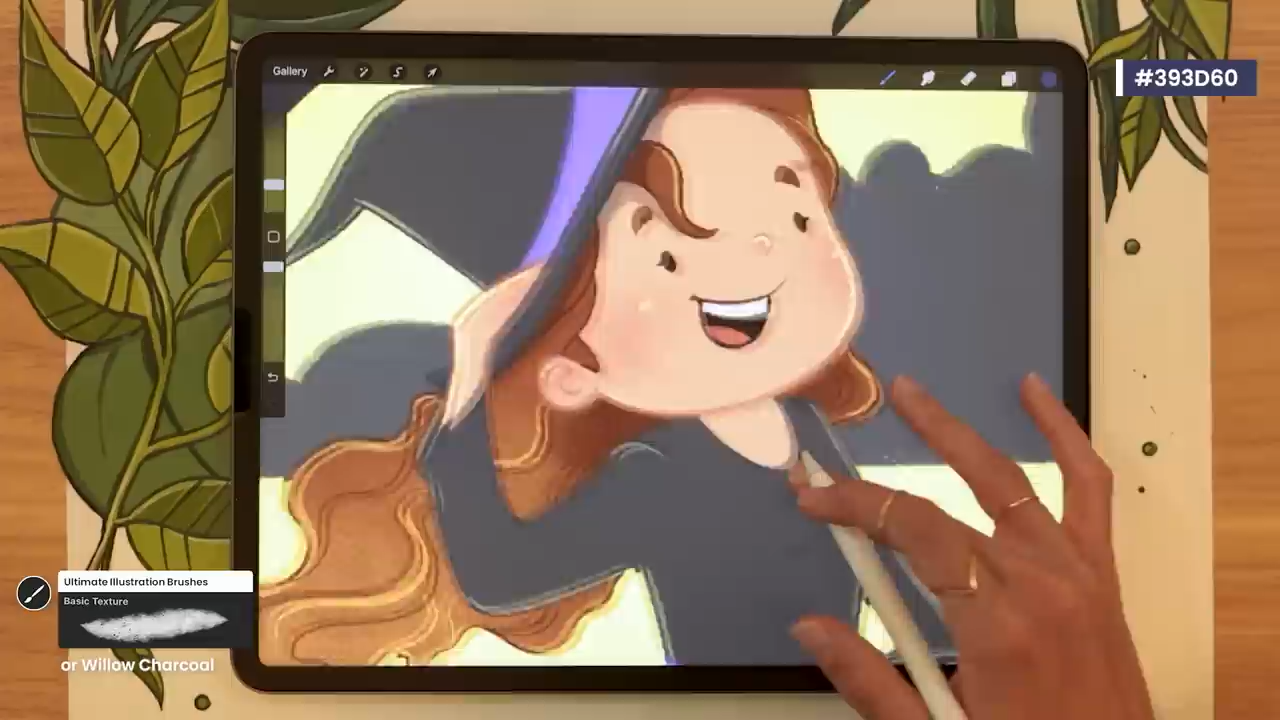 Gallery
#393D60
Ultimate Illustration Brushes
Basic Texture
or Willow Charcoal